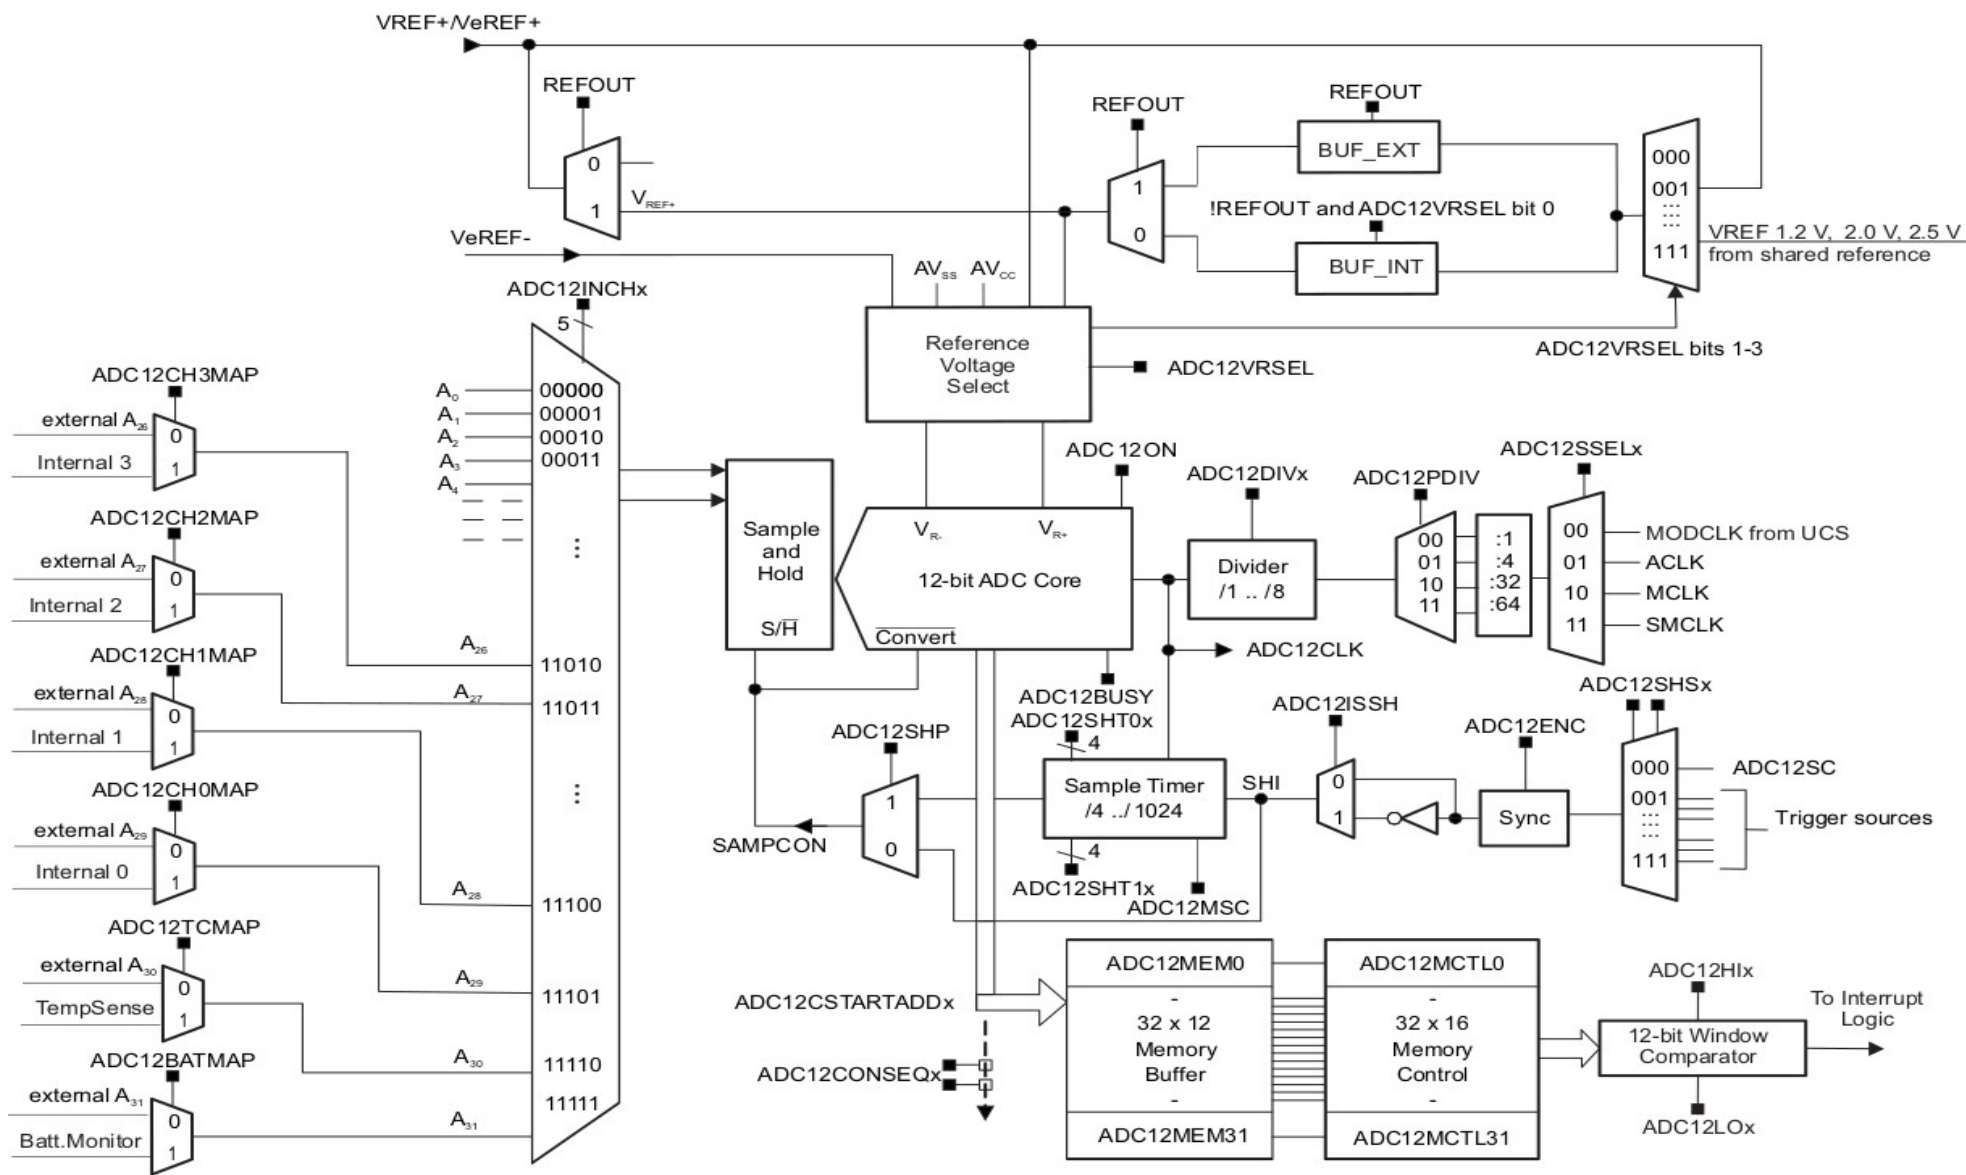 VREF+/VeREF+
REFOUT
0
1
V REF+
VeREF-
REFOUT
1
0
REFOUT
BUF_EXT
!REFOUT and ADC12VRSEL bit 0
BUF_INT
000
001
111
VREF 1.2 V, 2.0 V, 2.5 V
from shared reference
ADC12VRSEL bits 1-3
AVSS
AVCC
Reference
Voltage
Select
ADC12VRSEL
ADC12INCHx
5
A0
A1
A2
A3
A4
00000
00001
00010
00011
11010
11011
11100
11101
11110
11111
ADC12CH3MAP
external A26
Internal 3
0
1
A26
ADC12CH2MAP
external A27
Internal 2
0
1
A27
ADC12CH1MAP
external A28
Internal 1
0
1
A28
ADC12CH0MAP
external A29
Internal 0
0
1
A29
ADC12TCMAP
external A30
TempSense
0
1
A30
ADC12BATMAP
external A31
Batt.Monitor
0
1
A31
Sample
and
Hold
S/H
ADC12ON
VR-
VR+
12-bit ADC Core
Convert
ADC12BUSY
ADC12DIVx
Divider
/1 .. /8
ADC12CLK
ADC12PDIV
00
01
10
11
:1
:4
:32
:64
ADC12SSELx
00
01
10
11
MODCLK from UCS
ACLK
MCLK
SMCLK
ADC12SHP
1
0
SAMPCON
ADC12SHT0x
4
Sample Timer
/4 ../1024
4
ADC12SHT1x
ADC12MSC
SHI
ADC12ISSH
0
1
ADC12ENC
Sync
ADC12SHSx
000
001
111
ADC12SC
Trigger sources
ADC12CSTARTADDx
ADC12CONSEQx
ADC12MEM0
-
32 x 12
Memory
Buffer
-
ADC12MEM31
ADC12MCTL0
-
32 x 16
Memory
Control
-
ADC12MCTL31
ADC12HIx
12-bit Window
Comparator
ADC12LOx
To Interrupt
Logic